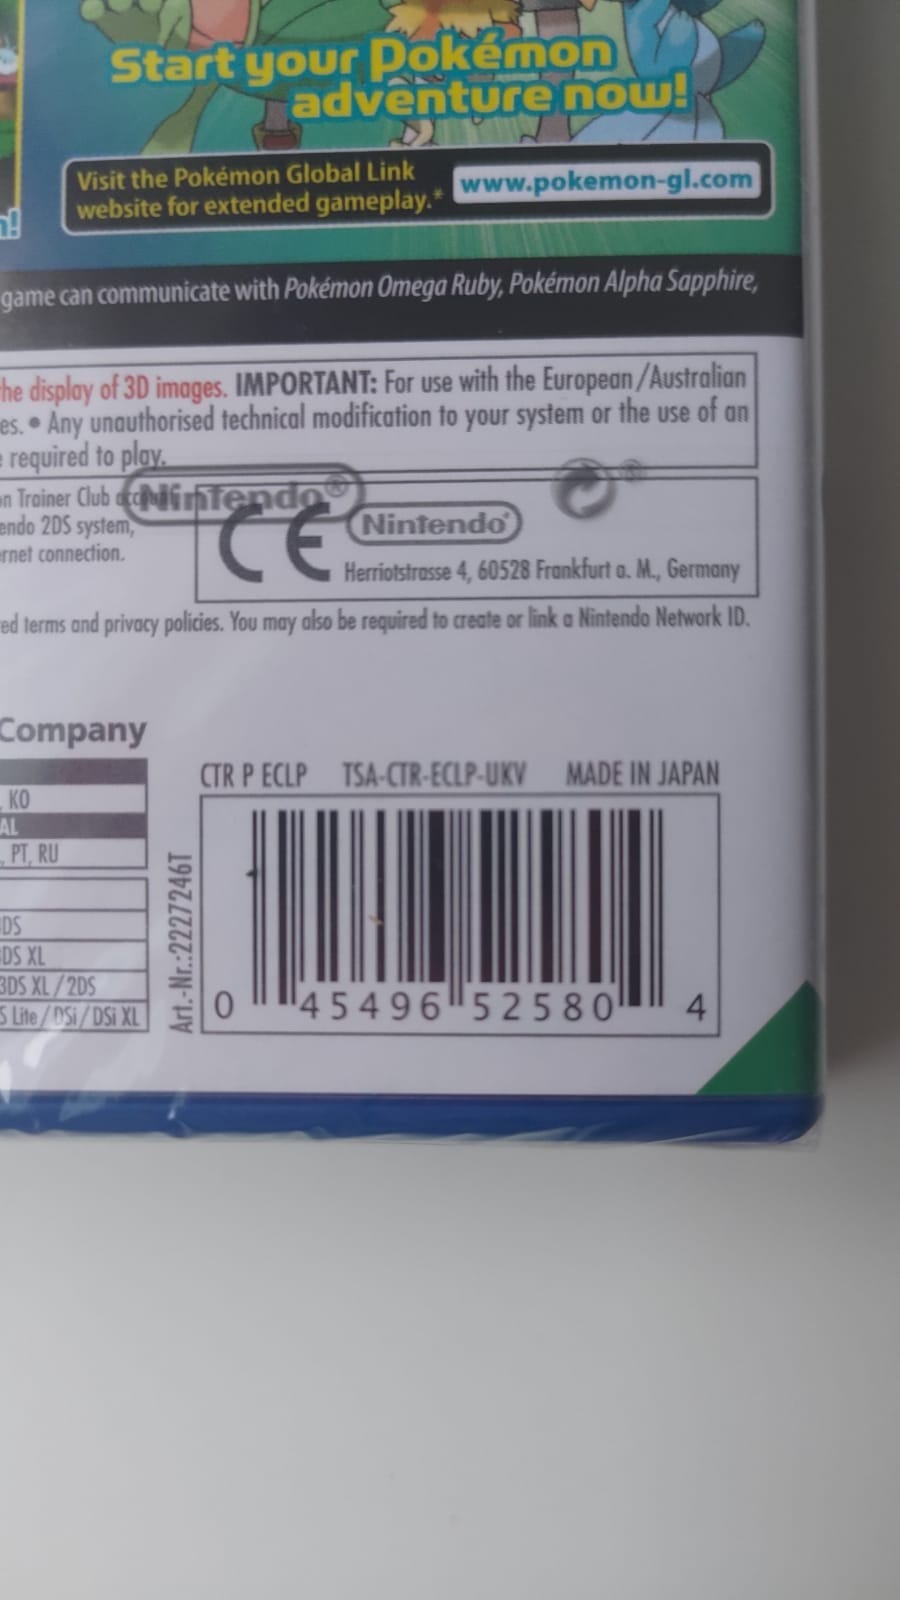 Start your Pokémon
adventure now!
Visit the Pokémon Global Link
website for extended gameplay.*
www.pokemon-gl.com
n!
game can communicate with Pokémon Omega Ruby, Pokémon Alpha Sapphire,
he display of 3D images. IMPORTANT: For use with the European/Australian
es. • Any unauthorised technical modification to your system or the use of an
required to play.
n Trainer Club
Nintendo®
endo 2DS system,
rnet connection.
CE
Nintendo®
Herriotstrasse 4, 60528 Frankfurt a. M., Germany
ed terms and privacy policies. You may also be required to create or link a Nintendo Network ID.
Company
, KO
AL
, PT, RU
DS
DS XL
3DS XL / 2DS
S Lite / DSi / DSi XL
CTR P ECLP TSA-CTR-ECLP-UKV MADE IN JAPAN
Art.-Nr.:2227246T
0 45496 52580 4